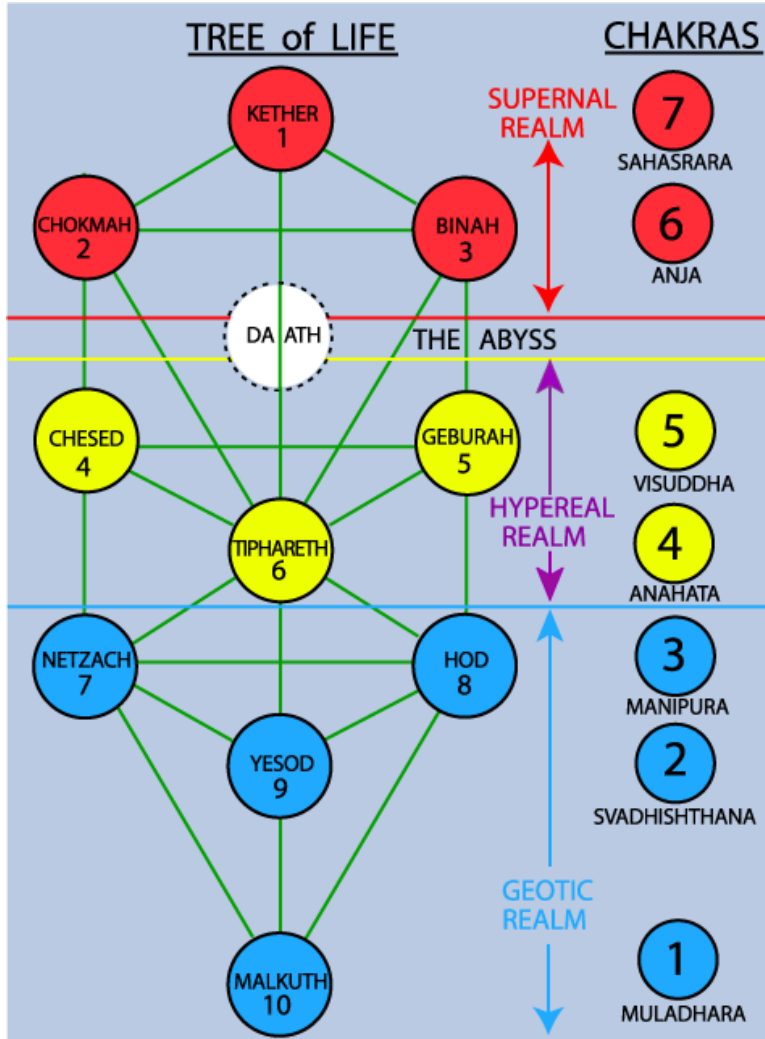 TREE of LIFE
CHAKRAS
KETHER
1
SUPERNAL
REALM
7
SAHASRARA
CHOKMAH
2
BINAH
3
6
ANJA
DA ATH
THE ABYSS
CHESED
4
GEBURAH
5
5
VISUDDHA
HYPEREAL
REALM
TIPHARETH
6
4
ANAHATA
NETZACH
7
HOD
8
3
MANIPURA
YESOD
9
2
SVADHISHTHANA
GEOTIC
REALM
MALKUTH
10
1
MULADHARA